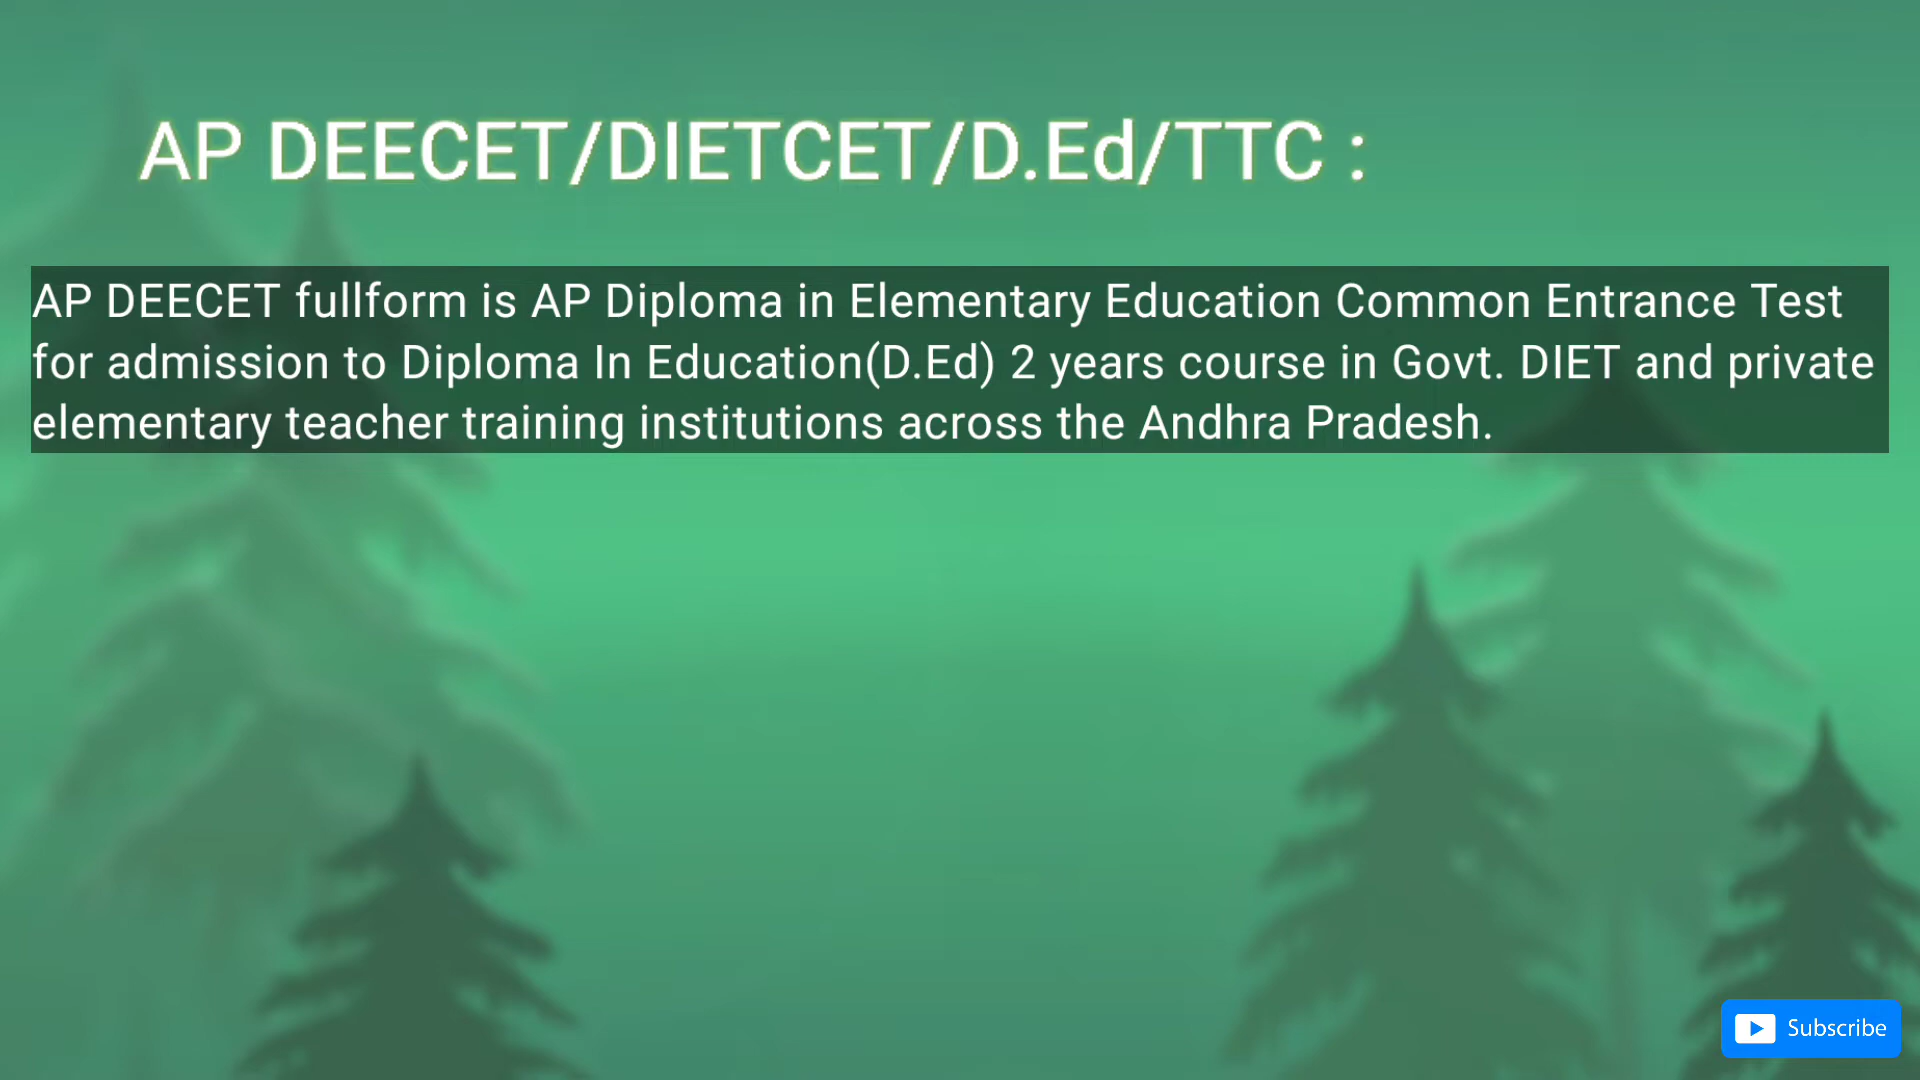 AP DEECET/DIETCET/D.Ed/TTC :
AP DEECET fullform is AP Diploma in Elementary Education Common Entrance Test
for admission to Diploma In Education(D.Ed) 2 years course in Govt. DIET and private
elementary teacher training institutions across the Andhra Pradesh.
Subscribe